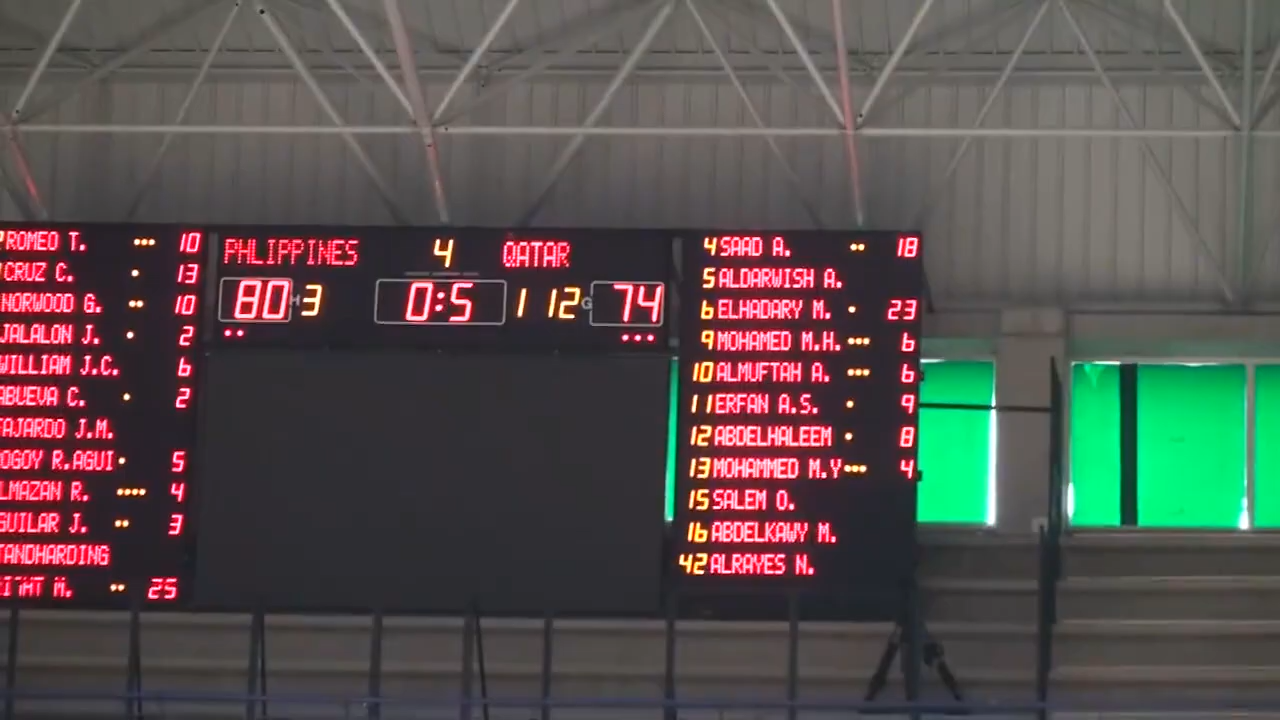 ROMEO T. 10
CRUZ C. 13
NORWOOD G. 10
JALALON J. 2
WILLIAM J.C. 6
ABUEVA C. 2
FAJARDO J.M.
OGOY R.AGUI 5
LMAZAN R. 4
GUILAR J. 3
TANDHARDING
M. 25
PHLIPPINES 4 QATAR
80 H 3 0:5 1 12 G 74
4 SAAD A. 18
5 ALDARWISH A.
6 ELHADARY M. 23
9 MOHAMED M.H. 6
10 ALMUFTAH A. 6
11 ERFAN A.S. 9
12 ABDELHALEEM 8
13 MOHAMMED M.Y 4
15 SALEM O.
16 ABDELKAWY M.
42 ALRAYES N.